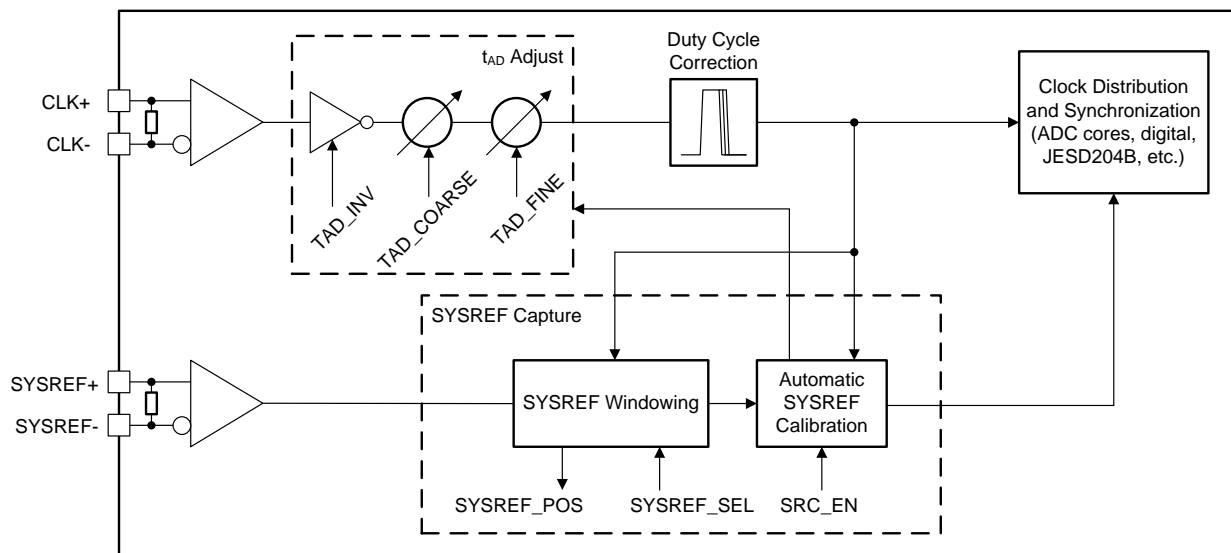 Duty Cycle
Correction
t_AD Adjust
CLK+
CLK-
Clock Distribution
and Synchronization
(ADC cores, digital,
JESD204B, etc.)
TAD_INV
TAD_COARSE
TAD_FINE
SYSREF Capture
SYSREF+
SYSREF-
SYSREF Windowing
Automatic
SYSREF
Calibration
SYSREF_POS
SYSREF_SEL
SRC_EN